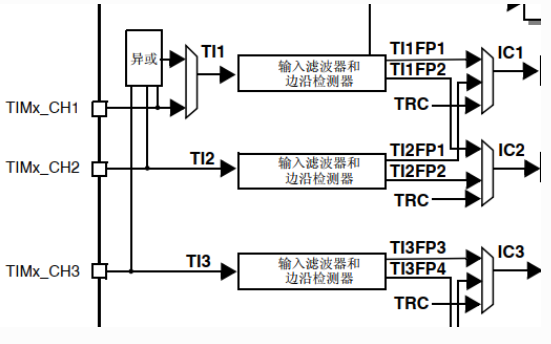 异或
TI1
输入滤波器和
边沿检测器
TI1FP1
TI1FP2
TRC
IC1
TIMx_CH1
TIMx_CH2
TI2
输入滤波器和
边沿检测器
TI2FP1
TI2FP2
TRC
IC2
TIMx_CH3
TI3
输入滤波器和
边沿检测器
TI3FP3
TI3FP4
TRC
IC3